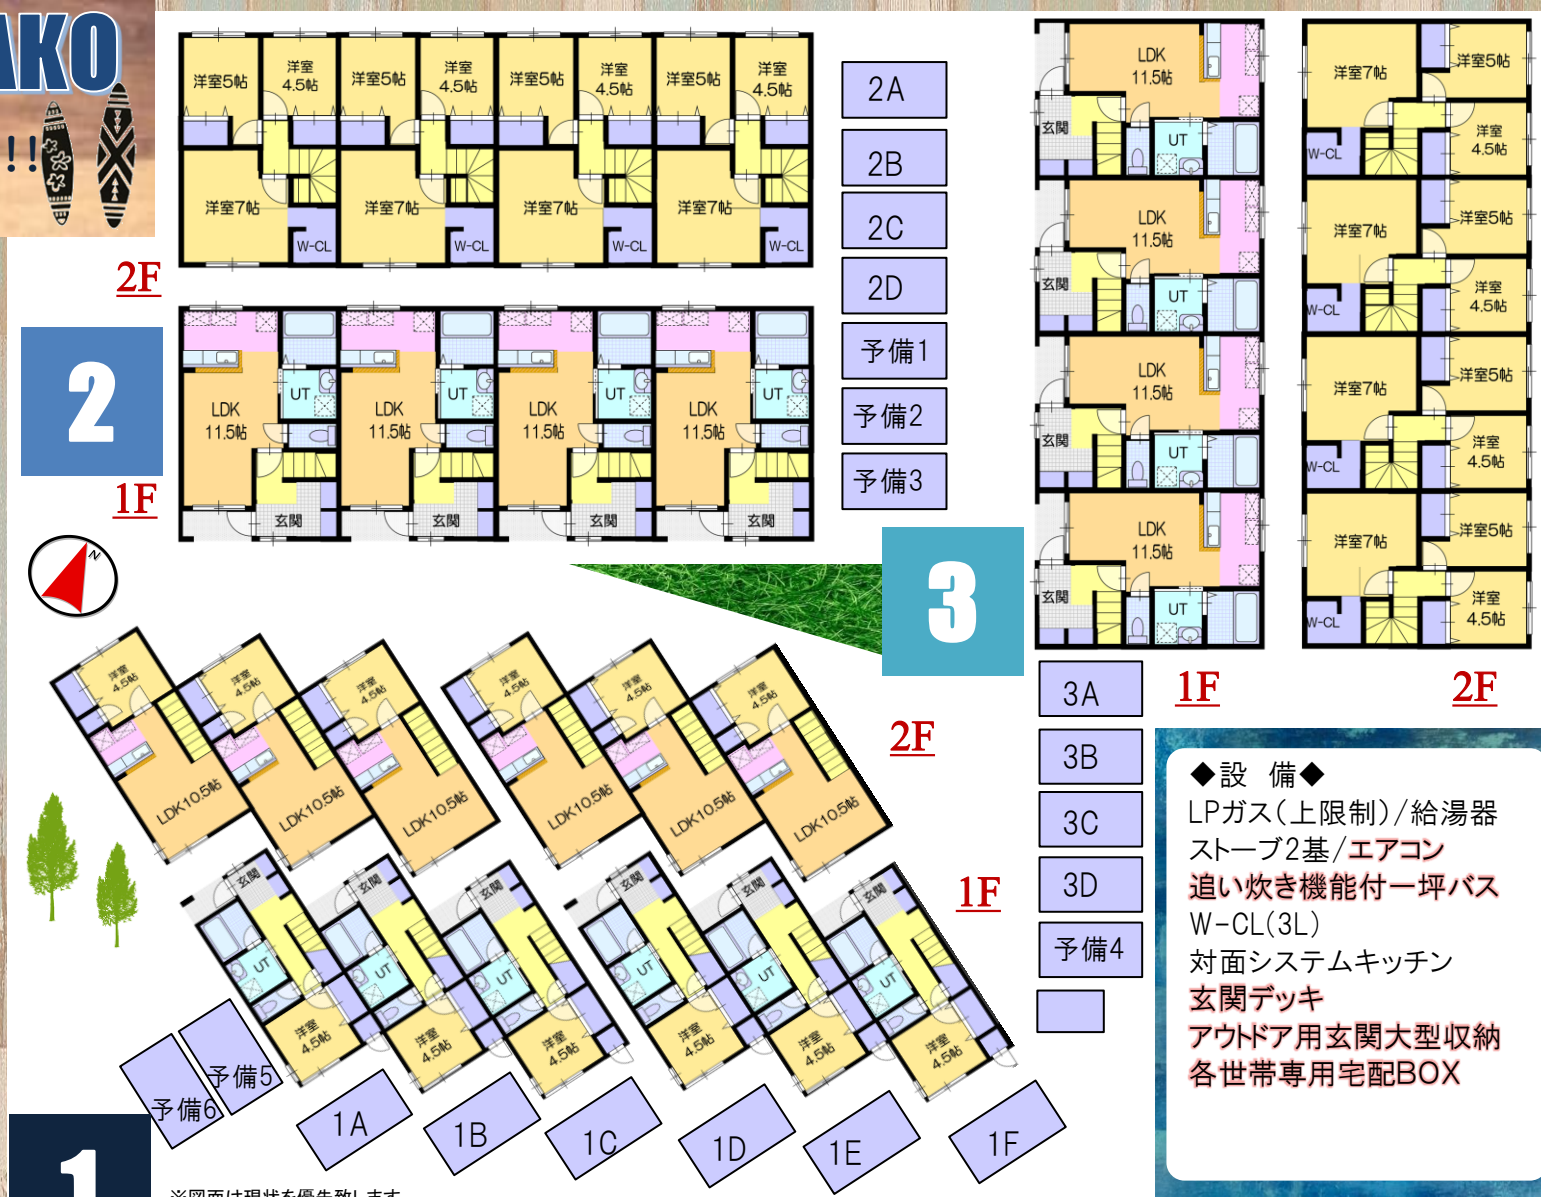 AKO
!!
洋室5帖
洋室
4.5帖
洋室5帖
洋室
4.5帖
洋室5帖
洋室
4.5帖
洋室5帖
洋室
4.5帖
洋室7帖
W-CL
洋室7帖
W-CL
洋室7帖
W-CL
洋室7帖
W-CL
2F
2
LDK
11.5帖
UT
玄関
LDK
11.5帖
UT
玄関
LDK
11.5帖
UT
玄関
LDK
11.5帖
UT
玄関
1F
N
2A
2B
2C
2D
予備1
予備2
予備3
3
LDK
11.5帖
玄関
UT
LDK
11.5帖
玄関
UT
LDK
11.5帖
玄関
UT
LDK
11.5帖
玄関
UT
1F
洋室7帖
洋室5帖
洋室
4.5帖
W-CL
洋室7帖
洋室5帖
洋室
4.5帖
W-CL
洋室7帖
洋室5帖
洋室
4.5帖
W-CL
洋室7帖
洋室5帖
洋室
4.5帖
W-CL
2F
3A
3B
3C
3D
予備4
洋室
4.5帖
LDK10.5帖
洋室
4.5帖
LDK10.5帖
洋室
4.5帖
LDK10.5帖
洋室
4.5帖
LDK10.5帖
洋室
4.5帖
LDK10.5帖
洋室
4.5帖
LDK10.5帖
2F
玄関
UT
洋室
4.5帖
玄関
UT
洋室
4.5帖
玄関
UT
洋室
4.5帖
玄関
UT
洋室
4.5帖
玄関
UT
洋室
4.5帖
玄関
UT
洋室
4.5帖
1F
予備5
予備6
1A
1B
1C
1D
1E
1F
1
※図面は現状を優先致します
◆設 備◆
LPガス(上限制)/給湯器
ストーブ2基/エアコン
追い炊き機能付一坪バス
W-CL(3L)
対面システムキッチン
玄関デッキ
アウトドア用玄関大型収納
各世帯専用宅配BOX